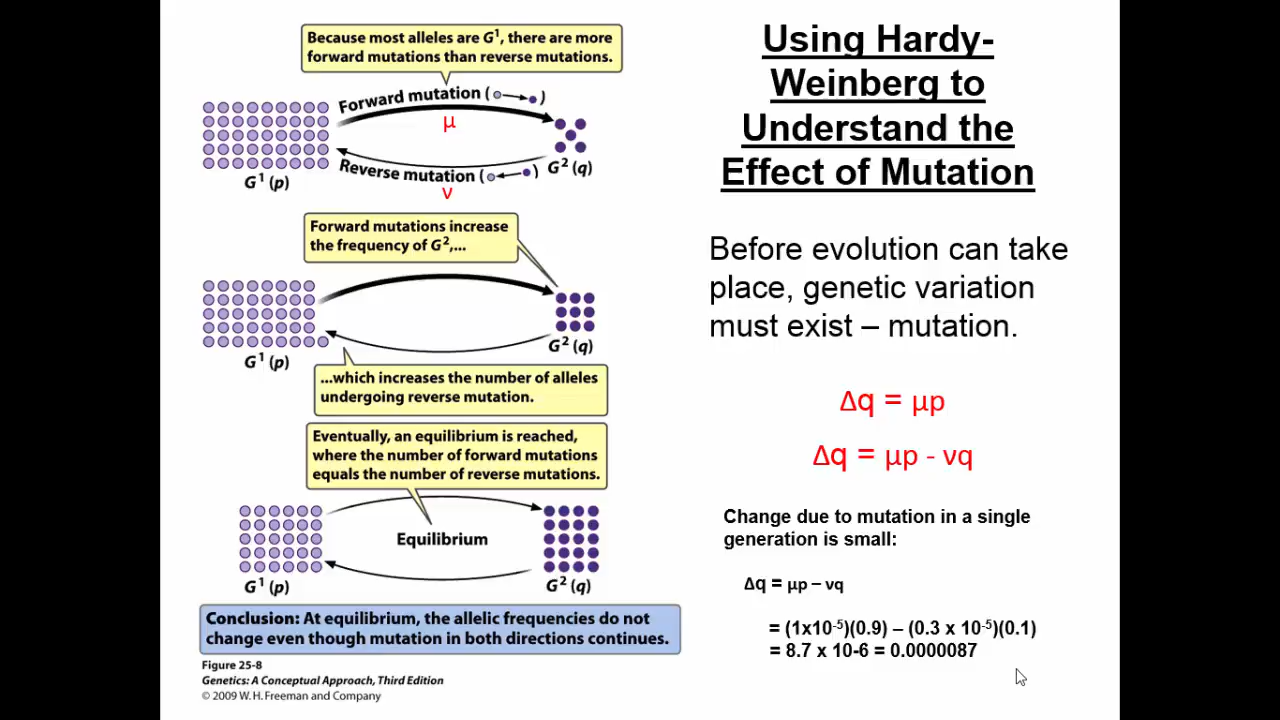 Because most alleles are G¹, there are more
forward mutations than reverse mutations.
Forward mutation ( → )
μ
Reverse mutation ( ← )
ν
G¹ (p)
G² (q)
Forward mutations increase
the frequency of G²,...
G¹ (p)
G² (q)
...which increases the number of alleles
undergoing reverse mutation.
Eventually, an equilibrium is reached,
where the number of forward mutations
equals the number of reverse mutations.
Equilibrium
G¹ (p)
G² (q)
Conclusion: At equilibrium, the allelic frequencies do not
change even though mutation in both directions continues.
Figure 25-8
Genetics: A Conceptual Approach, Third Edition
© 2009 W. H. Freeman and Company
Using Hardy-
Weinberg to
Understand the
Effect of Mutation
Before evolution can take
place, genetic variation
must exist – mutation.
Δq = μp
Δq = μp - νq
Change due to mutation in a single
generation is small:
Δq = μp – νq
= (1x10⁻⁵)(0.9) – (0.3 x 10⁻⁵)(0.1)
= 8.7 x 10-6 = 0.0000087